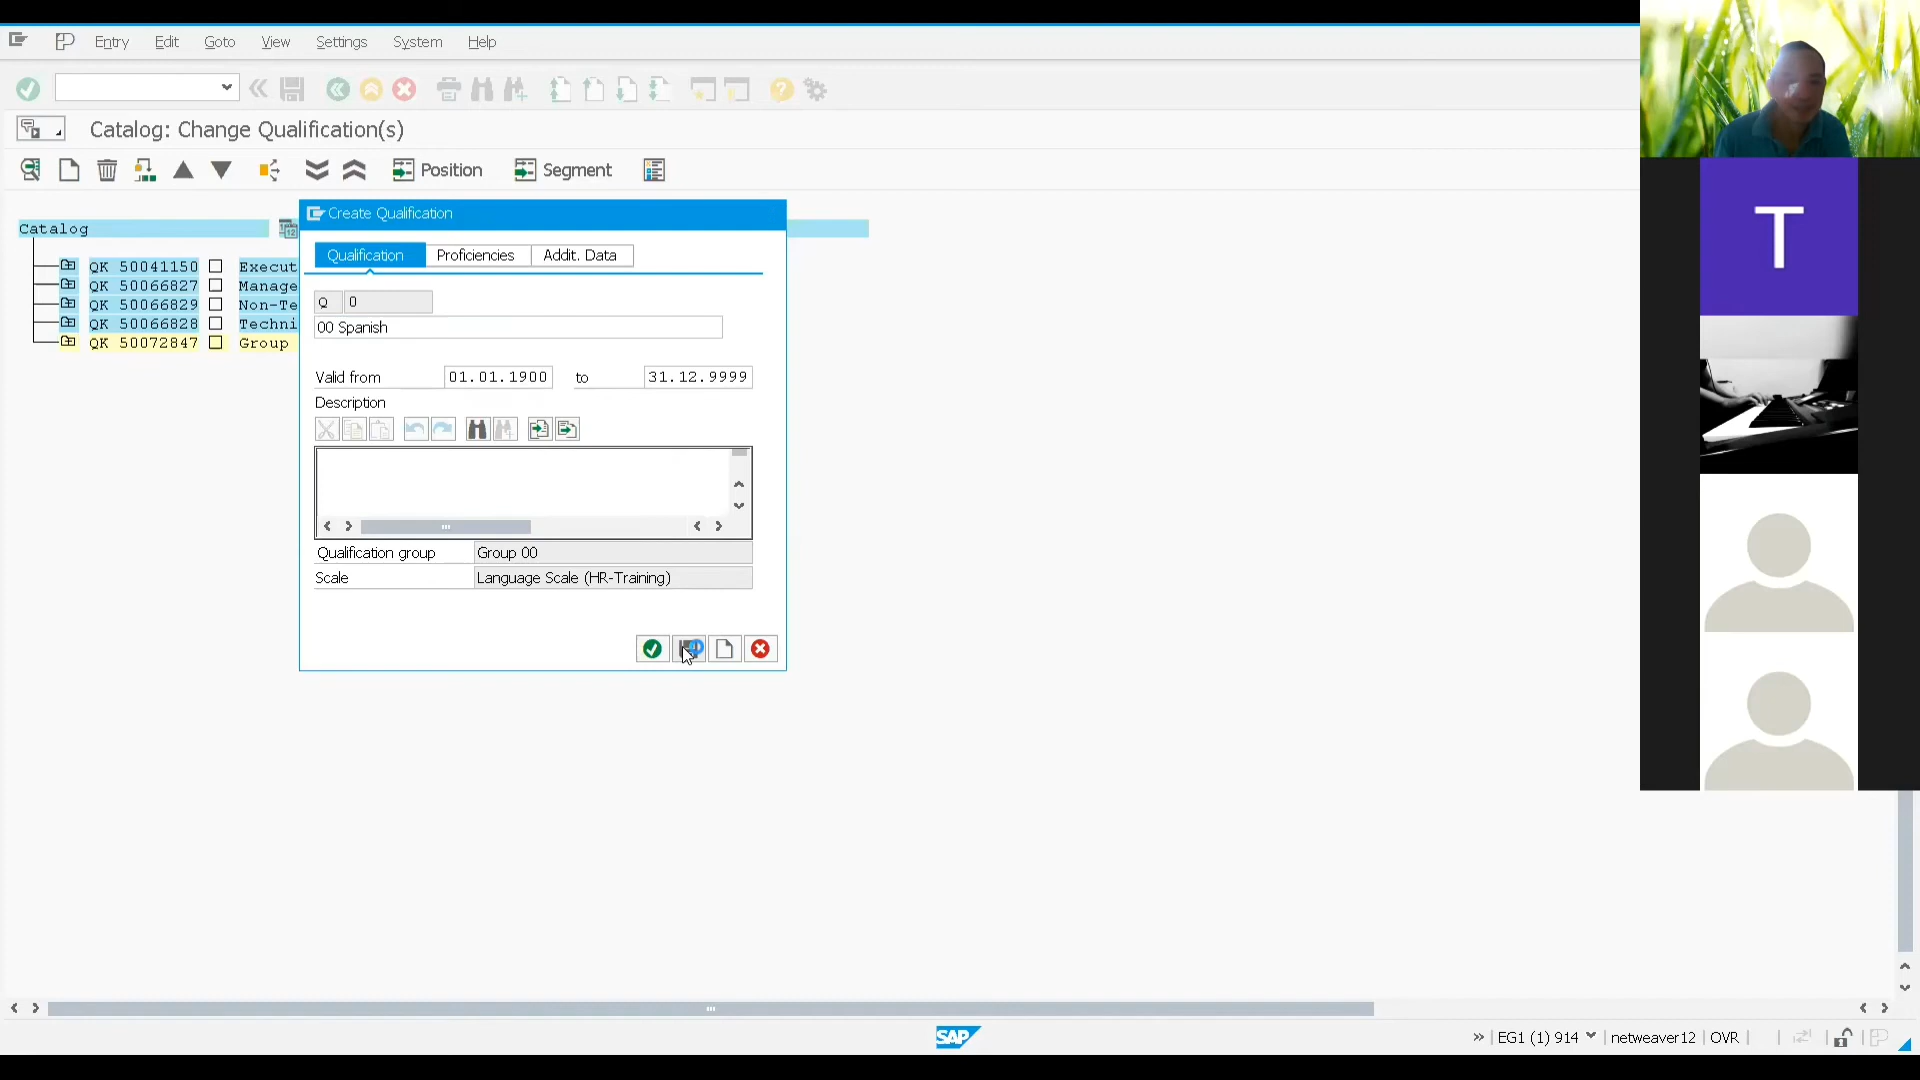 Entry Edit Goto View Settings System Help
Catalog: Change Qualification(s)
Position Segment
Catalog
QK 50041150 Execut
QK 50066827 Manage
QK 50066829 Non-Te
QK 50066828 Techni
QK 50072847 Group
Create Qualification
Qualification Proficiencies Addit. Data
Q 0
00 Spanish
Valid from 01.01.1900 to 31.12.9999
Description
Qualification group Group 00
Scale Language Scale (HR-Training)
T
SAP
EG1 (1) 914 netweaver12 OVR